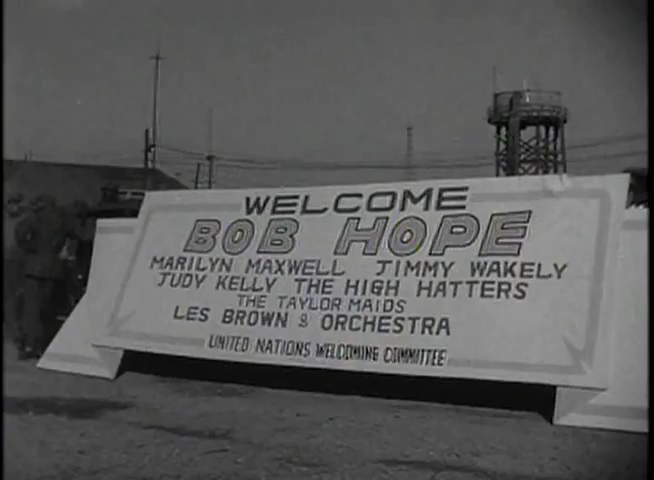 WELCOME
BOB HOPE
MARILYN MAXWELL JIMMY WAKELY
JUDY KELLY THE HIGH HATTERS
THE TAYLOR MAIDS
LES BROWN & ORCHESTRA
UNITED NATIONS WELCOMING COMMITTEE